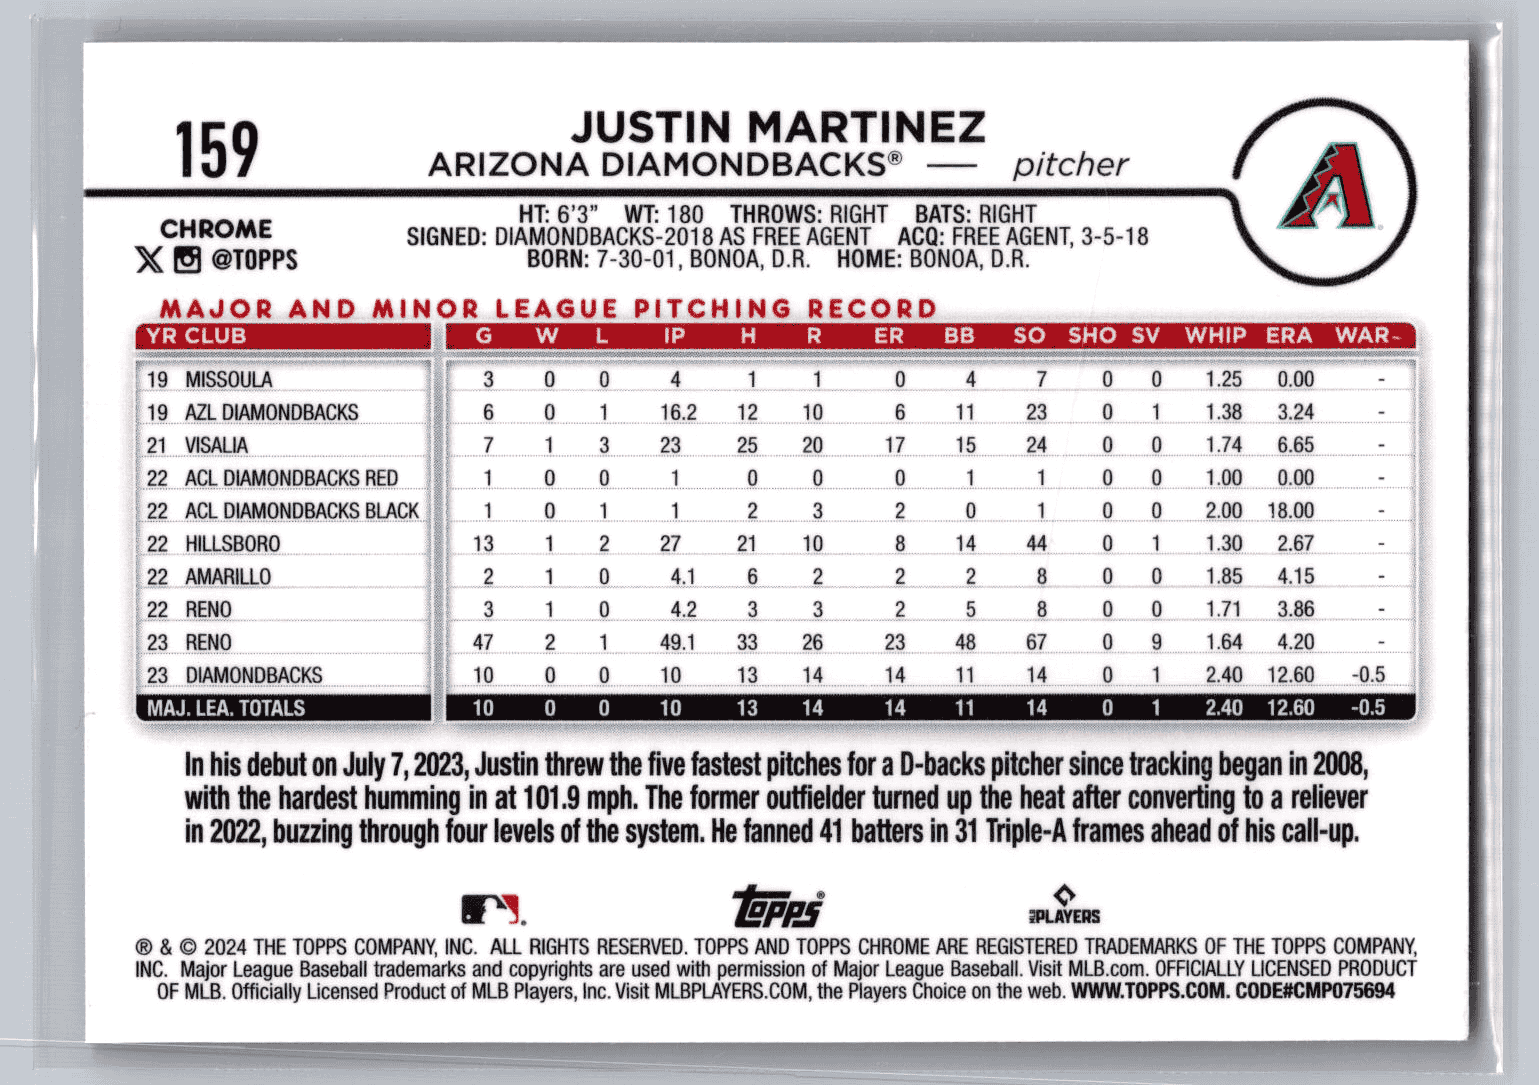 159
JUSTIN MARTINEZ
ARIZONA DIAMONDBACKS® — pitcher
CHROME
@TOPPS
HT: 6'3" WT: 180 THROWS: RIGHT BATS: RIGHT
SIGNED: DIAMONDBACKS-2018 AS FREE AGENT ACQ: FREE AGENT, 3-5-18
BORN: 7-30-01, BONOA, D.R. HOME: BONOA, D.R.
MAJOR AND MINOR LEAGUE PITCHING RECORD
YR CLUB G W L IP H R ER BB SO SHO SV WHIP ERA WAR~
19 MISSOULA 3 0 0 4 1 1 0 4 7 0 0 1.25 0.00 -
19 AZL DIAMONDBACKS 6 0 1 16.2 12 10 6 11 23 0 1 1.38 3.24 -
21 VISALIA 7 1 3 23 25 20 17 15 24 0 0 1.74 6.65 -
22 ACL DIAMONDBACKS RED 1 0 0 1 0 0 0 1 1 0 0 1.00 0.00 -
22 ACL DIAMONDBACKS BLACK 1 0 1 1 2 3 2 0 1 0 0 2.00 18.00 -
22 HILLSBORO 13 1 2 27 21 10 8 14 44 0 1 1.30 2.67 -
22 AMARILLO 2 1 0 4.1 6 2 2 2 8 0 0 1.85 4.15 -
22 RENO 3 1 0 4.2 3 3 2 5 8 0 0 1.71 3.86 -
23 RENO 47 2 1 49.1 33 26 23 48 67 0 9 1.64 4.20 -
23 DIAMONDBACKS 10 0 0 10 13 14 14 11 14 0 1 2.40 12.60 -0.5
MAJ. LEA. TOTALS 10 0 0 10 13 14 14 11 14 0 1 2.40 12.60 -0.5
In his debut on July 7, 2023, Justin threw the five fastest pitches for a D-backs pitcher since tracking began in 2008,
with the hardest humming in at 101.9 mph. The former outfielder turned up the heat after converting to a reliever
in 2022, buzzing through four levels of the system. He fanned 41 batters in 31 Triple-A frames ahead of his call-up.
Topps®
MLB PLAYERS
® & © 2024 THE TOPPS COMPANY, INC. ALL RIGHTS RESERVED. TOPPS AND TOPPS CHROME ARE REGISTERED TRADEMARKS OF THE TOPPS COMPANY,
INC. Major League Baseball trademarks and copyrights are used with permission of Major League Baseball. Visit MLB.com. OFFICIALLY LICENSED PRODUCT
OF MLB. Officially Licensed Product of MLB Players, Inc. Visit MLBPLAYERS.COM, the Players Choice on the web. WWW.TOPPS.COM. CODE#CMP075694